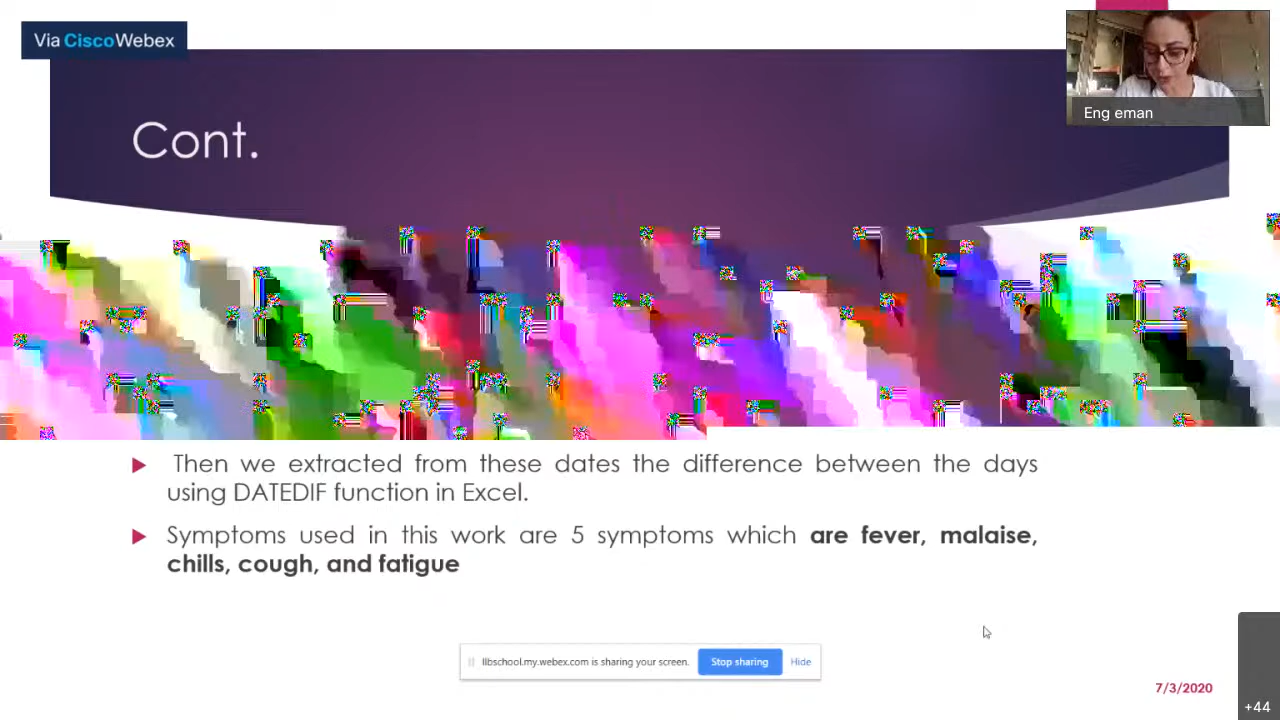 Via Cisco Webex
Eng eman
Cont.
Then we extracted from these dates the difference between the days
using DATEDIF function in Excel.
Symptoms used in this work are 5 symptoms which are fever, malaise,
chills, cough, and fatigue
llbschool.my.webex.com is sharing your screen. Stop sharing Hide
7/3/2020
+44